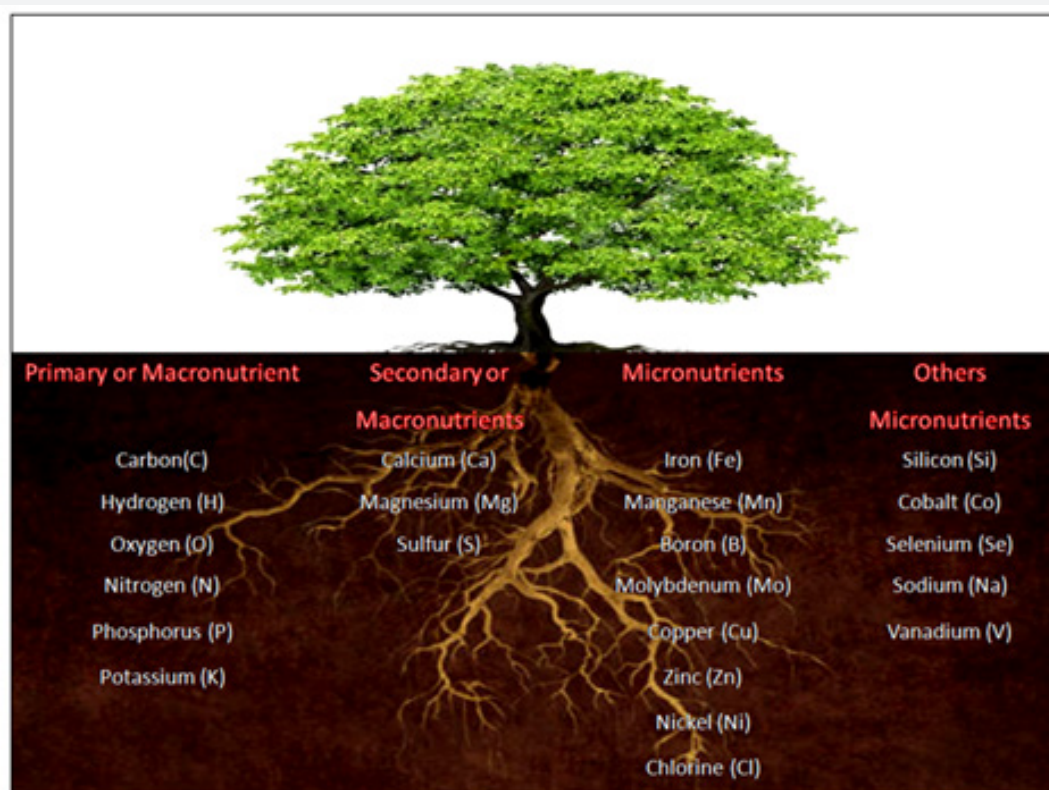 Primary or Macronutrient
Carbon(C)
Hydrogen (H)
Oxygen (O)
Nitrogen (N)
Phosphorus (P)
Potassium (K)
Secondary or
Macronutrients
Calcium (Ca)
Magnesium (Mg)
Sulfur (S)
Micronutrients
Iron (Fe)
Manganese (Mn)
Boron (B)
Molybdenum (Mo)
Copper (Cu)
Zinc (Zn)
Nickel (Ni)
Chlorine (Cl)
Others
Micronutrients
Silicon (Si)
Cobalt (Co)
Selenium (Se)
Sodium (Na)
Vanadium (V)